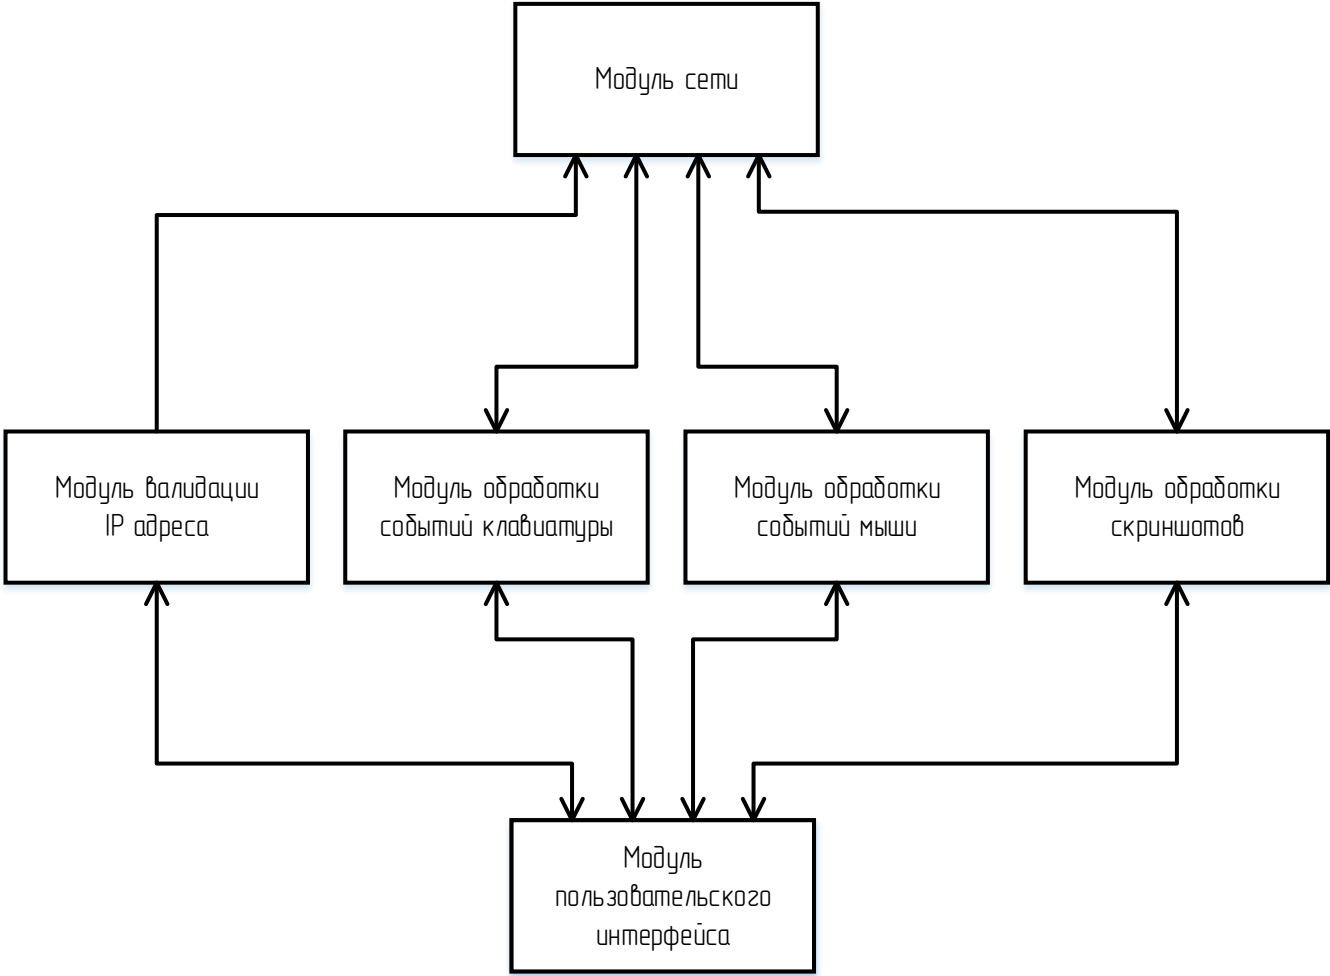 Модуль сети
Модуль валидации
IP адреса
Модуль обработки
событий клавиатуры
Модуль обработки
событий мыши
Модуль обработки
скриншотов
Модуль
пользовательского
интерфейса